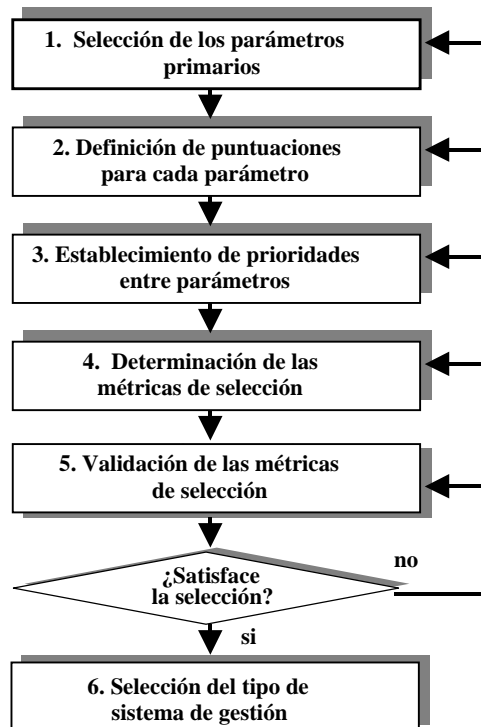 1. Selección de los parámetros
primarios
2. Definición de puntuaciones
para cada parámetro
3. Establecimiento de prioridades
entre parámetros
4. Determinación de las
métricas de selección
5. Validación de las métricas
de selección
¿Satisface
la selección?
no
si
6. Selección del tipo de
sistema de gestión